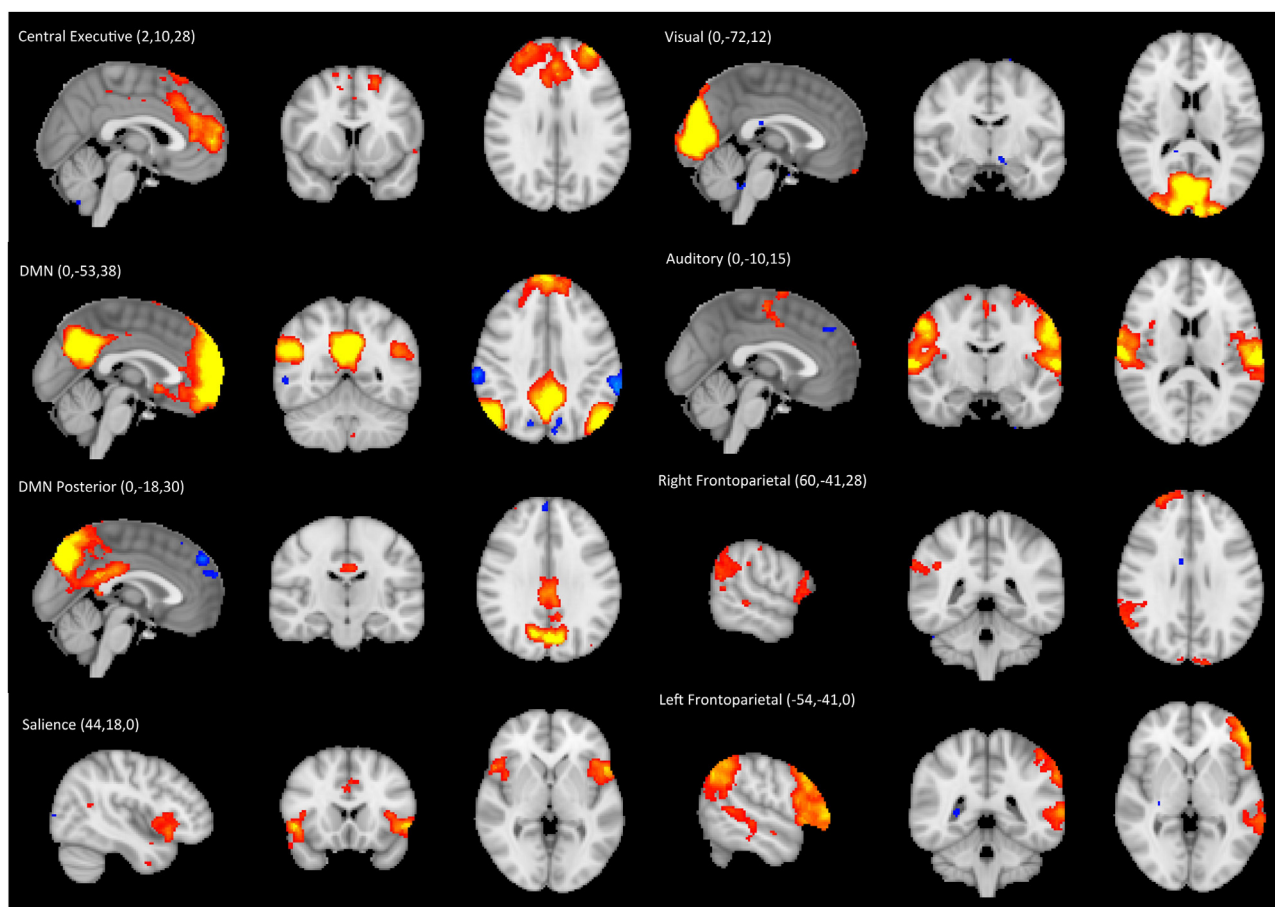 Central Executive (2,10,28)
Visual (0,-72,12)
DMN (0,-53,38)
Auditory (0,-10,15)
DMN Posterior (0,-18,30)
Right Frontoparietal (60,-41,28)
Salience (44,18,0)
Left Frontoparietal (-54,-41,0)